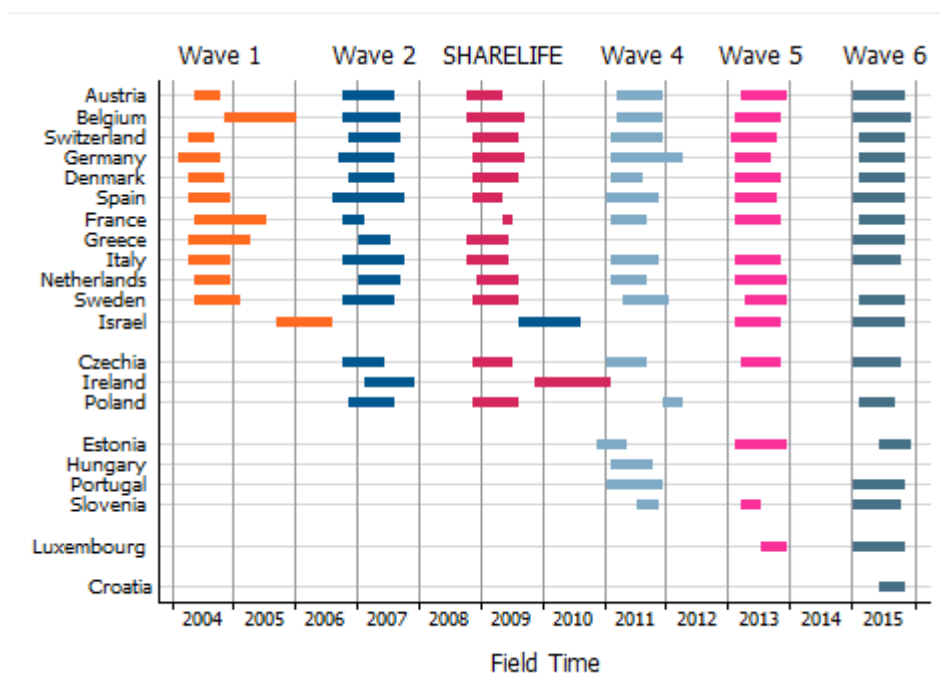 Wave 1 Wave 2 SHARELIFE Wave 4 Wave 5 Wave 6
Austria
Belgium
Switzerland
Germany
Denmark
Spain
France
Greece
Italy
Netherlands
Sweden
Israel
Czechia
Ireland
Poland
Estonia
Hungary
Portugal
Slovenia
Luxembourg
Croatia
2004 2005 2006 2007 2008 2009 2010 2011 2012 2013 2014 2015
Field Time